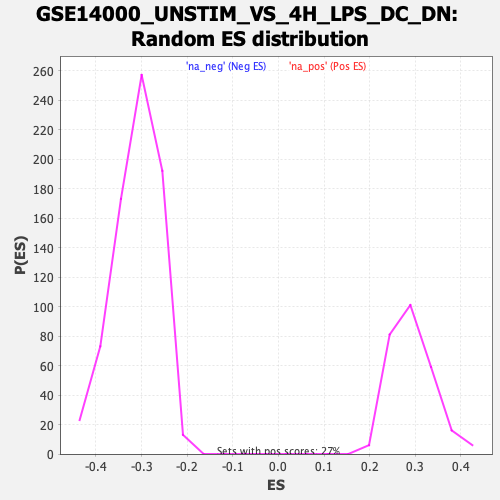 GSE14000_UNSTIM_VS_4H_LPS_DC_DN:
Random ES distribution
'na_neg' (Neg ES) 'na_pos' (Pos ES)
260
240
220
200
180
160
140
120
100
80
60
40
20
0
P(ES)
Sets with pos scores: 27%
-0.4 -0.3 -0.2 -0.1 0.0 0.1 0.2 0.3 0.4
ES